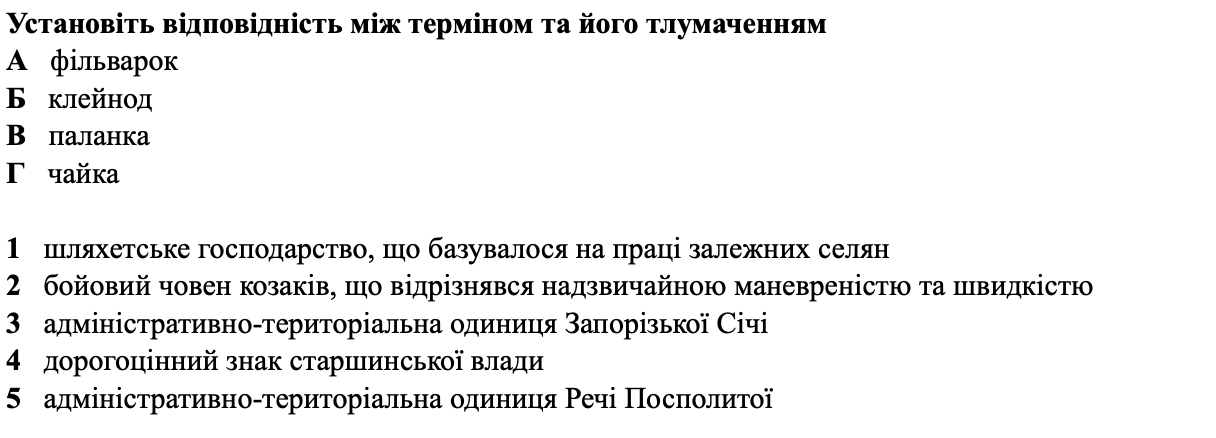 Установіть відповідність між терміном та його тлумаченням
А фільварок
Б клейнод
В паланка
Г чайка
1 шляхетське господарство, що базувалося на праці залежних селян
2 бойовий човен козаків, що відрізнявся надзвичайною маневреністю та швидкістю
3 адміністративно-територіальна одиниця Запорізької Січі
4 дорогоцінний знак старшинської влади
5 адміністративно-територіальна одиниця Речі Посполитої